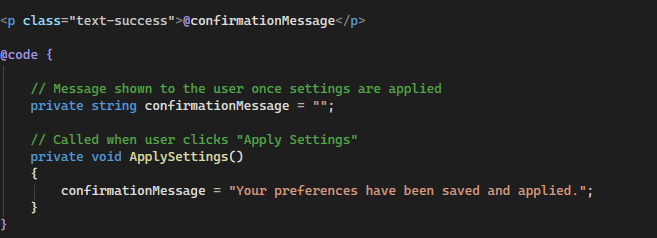 <p class="text-success">@confirmationMessage</p>
@code {
// Message shown to the user once settings are applied
private string confirmationMessage = "";
// Called when user clicks "Apply Settings"
private void ApplySettings()
{
confirmationMessage = "Your preferences have been saved and applied.";
}
}